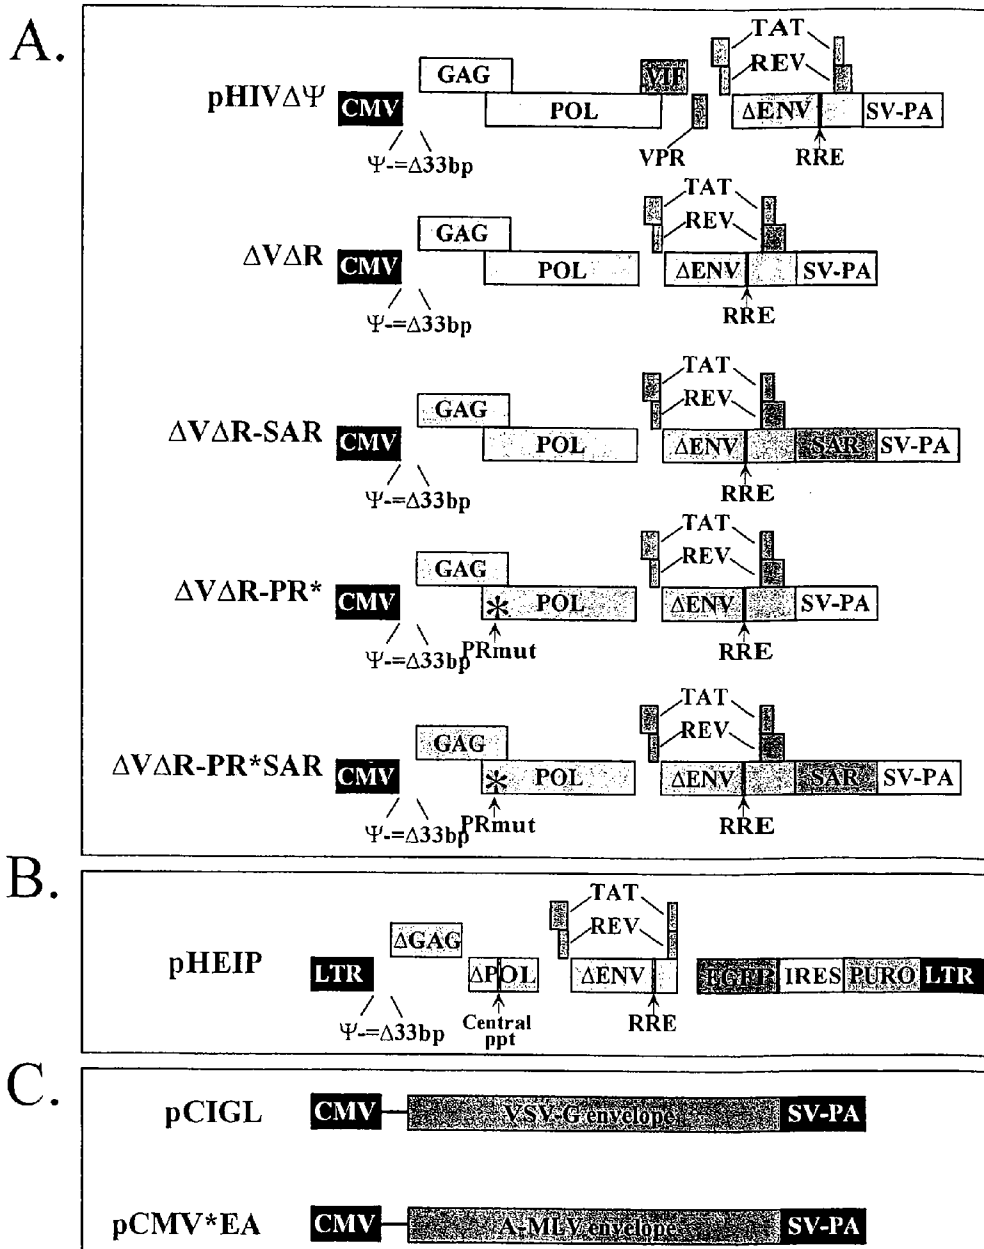 A.
TAT
GAG VIF REV
pHIVΔΨ CMV POL ΔENV SV-PA
Ψ-=Δ33bp VPR RRE
TAT
GAG REV
ΔVΔR CMV POL ΔENV SV-PA
Ψ-=Δ33bp RRE
TAT
GAG REV
ΔVΔR-SAR CMV POL ΔENV SAR SV-PA
Ψ-=Δ33bp RRE
TAT
GAG REV
ΔVΔR-PR* CMV * POL ΔENV SV-PA
Ψ-=Δ33bp PRmut RRE
TAT
GAG REV
ΔVΔR-PR*SAR CMV * POL ΔENV SAR SV-PA
Ψ-=Δ33bp PRmut RRE
B.
TAT
ΔGAG REV
pHEIP LTR ΔPOL ΔENV EGFP IRES PURO LTR
Ψ-=Δ33bp Central RRE
ppt
C.
pCIGL CMV VSV-G envelope SV-PA
pCMV*EA CMV A-MLV envelope SV-PA